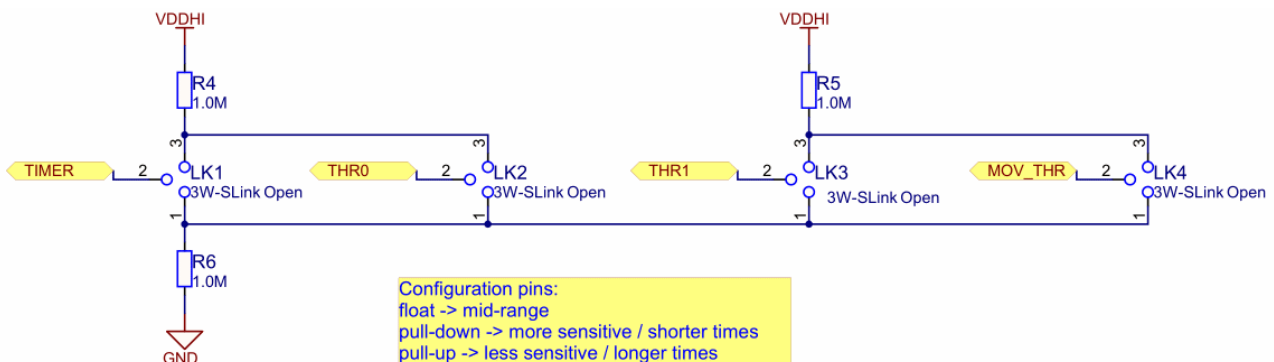 VDDHI
VDDHI
R4
1.0M
R5
1.0M
3
3
3
3
TIMER
2
LK1
3W-SLink Open
THR0
2
LK2
3W-SLink Open
THR1
2
LK3
3W-SLink Open
MOV_THR
2
LK4
3W-SLink Open
1
1
1
1
R6
1.0M
GND
Configuration pins:
float -> mid-range
pull-down -> more sensitive / shorter times
pull-up -> less sensitive / longer times